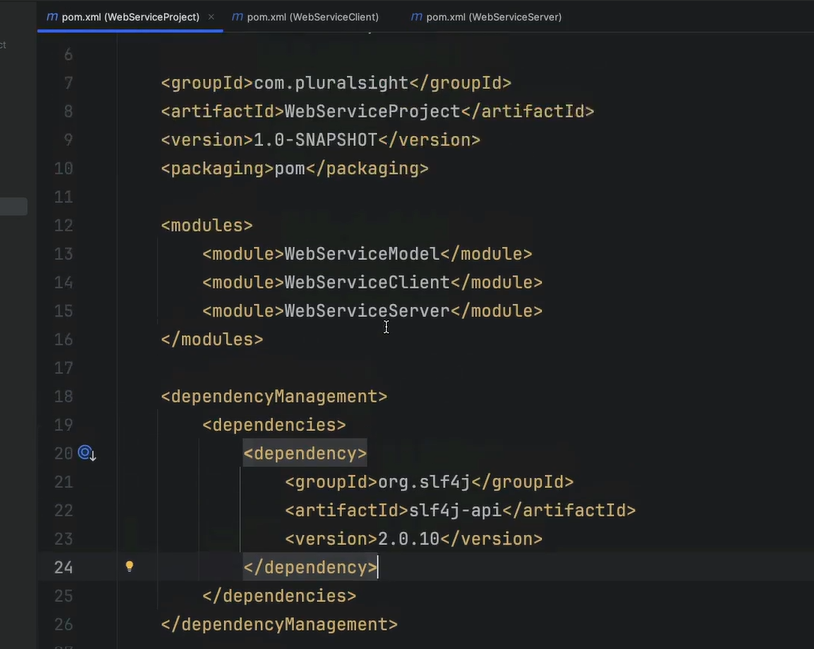 ct
pom.xml (WebServiceProject) ×
pom.xml (WebServiceClient)
pom.xml (WebServiceServer)
6
7 <groupId>com.pluralsight</groupId>
8 <artifactId>WebServiceProject</artifactId>
9 <version>1.0-SNAPSHOT</version>
10 <packaging>pom</packaging>
11
12 <modules>
13 <module>WebServiceModel</module>
14 <module>WebServiceClient</module>
15 <module>WebServiceServer</module>
16 </modules>
17
18 <dependencyManagement>
19 <dependencies>
20 <dependency>
21 <groupId>org.slf4j</groupId>
22 <artifactId>slf4j-api</artifactId>
23 <version>2.0.10</version>
24 </dependency>
25 </dependencies>
26 </dependencyManagement>